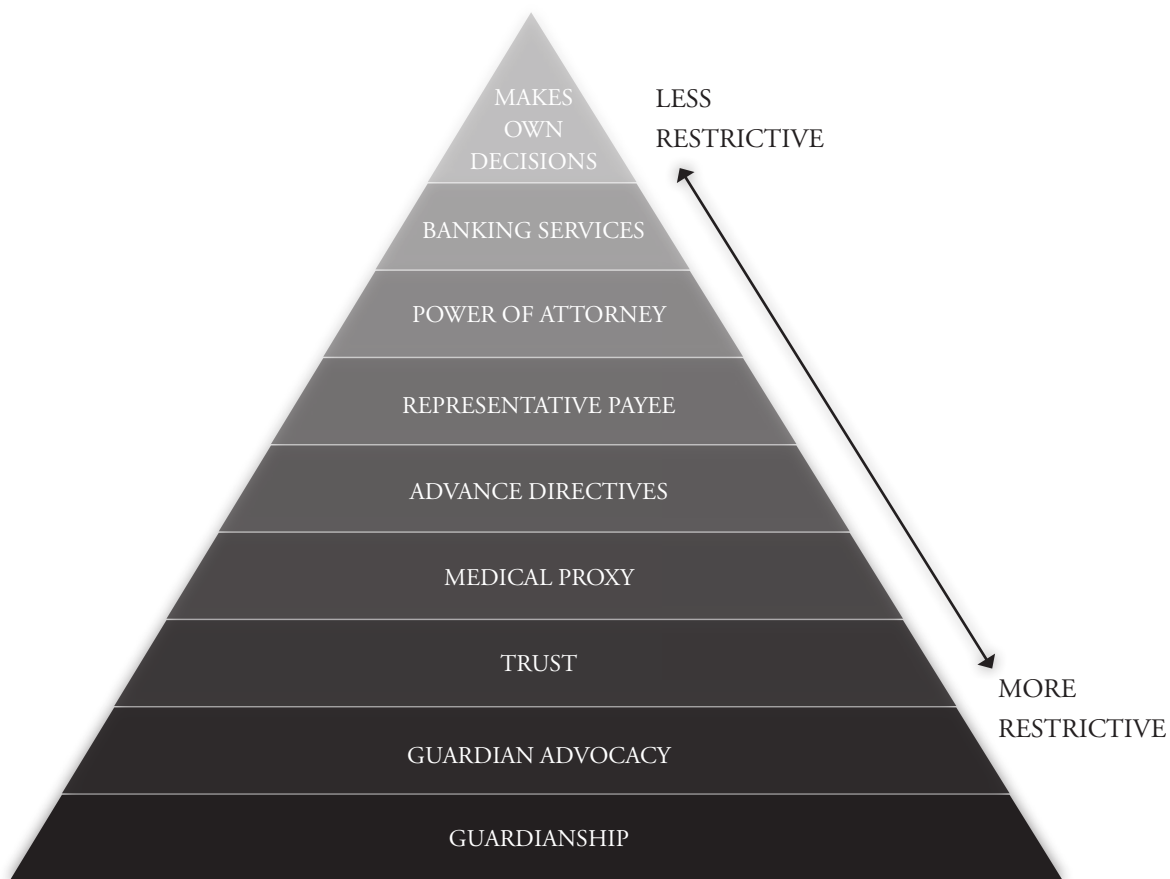 MAKES
OWN
DECISIONS
LESS
RESTRICTIVE
BANKING SERVICES
POWER OF ATTORNEY
REPRESENTATIVE PAYEE
ADVANCE DIRECTIVES
MEDICAL PROXY
TRUST
MORE
RESTRICTIVE
GUARDIAN ADVOCACY
GUARDIANSHIP